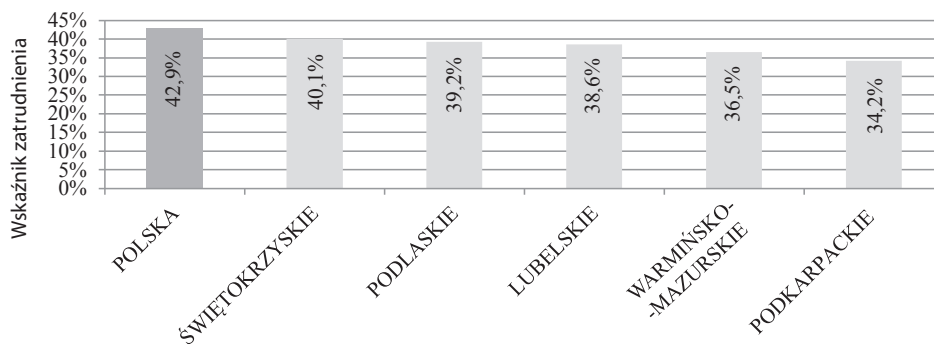 Wskaźnik zatrudnienia
45%
40%
35%
30%
25%
20%
15%
10%
5%
0%
42,9%
40,1%
39,2%
38,6%
36,5%
34,2%
POLSKA
ŚWIĘTOKRZYSKIE
PODLASKIE
LUBELSKIE
WARMIŃSKO-
-MAZURSKIE
PODKARPACKIE